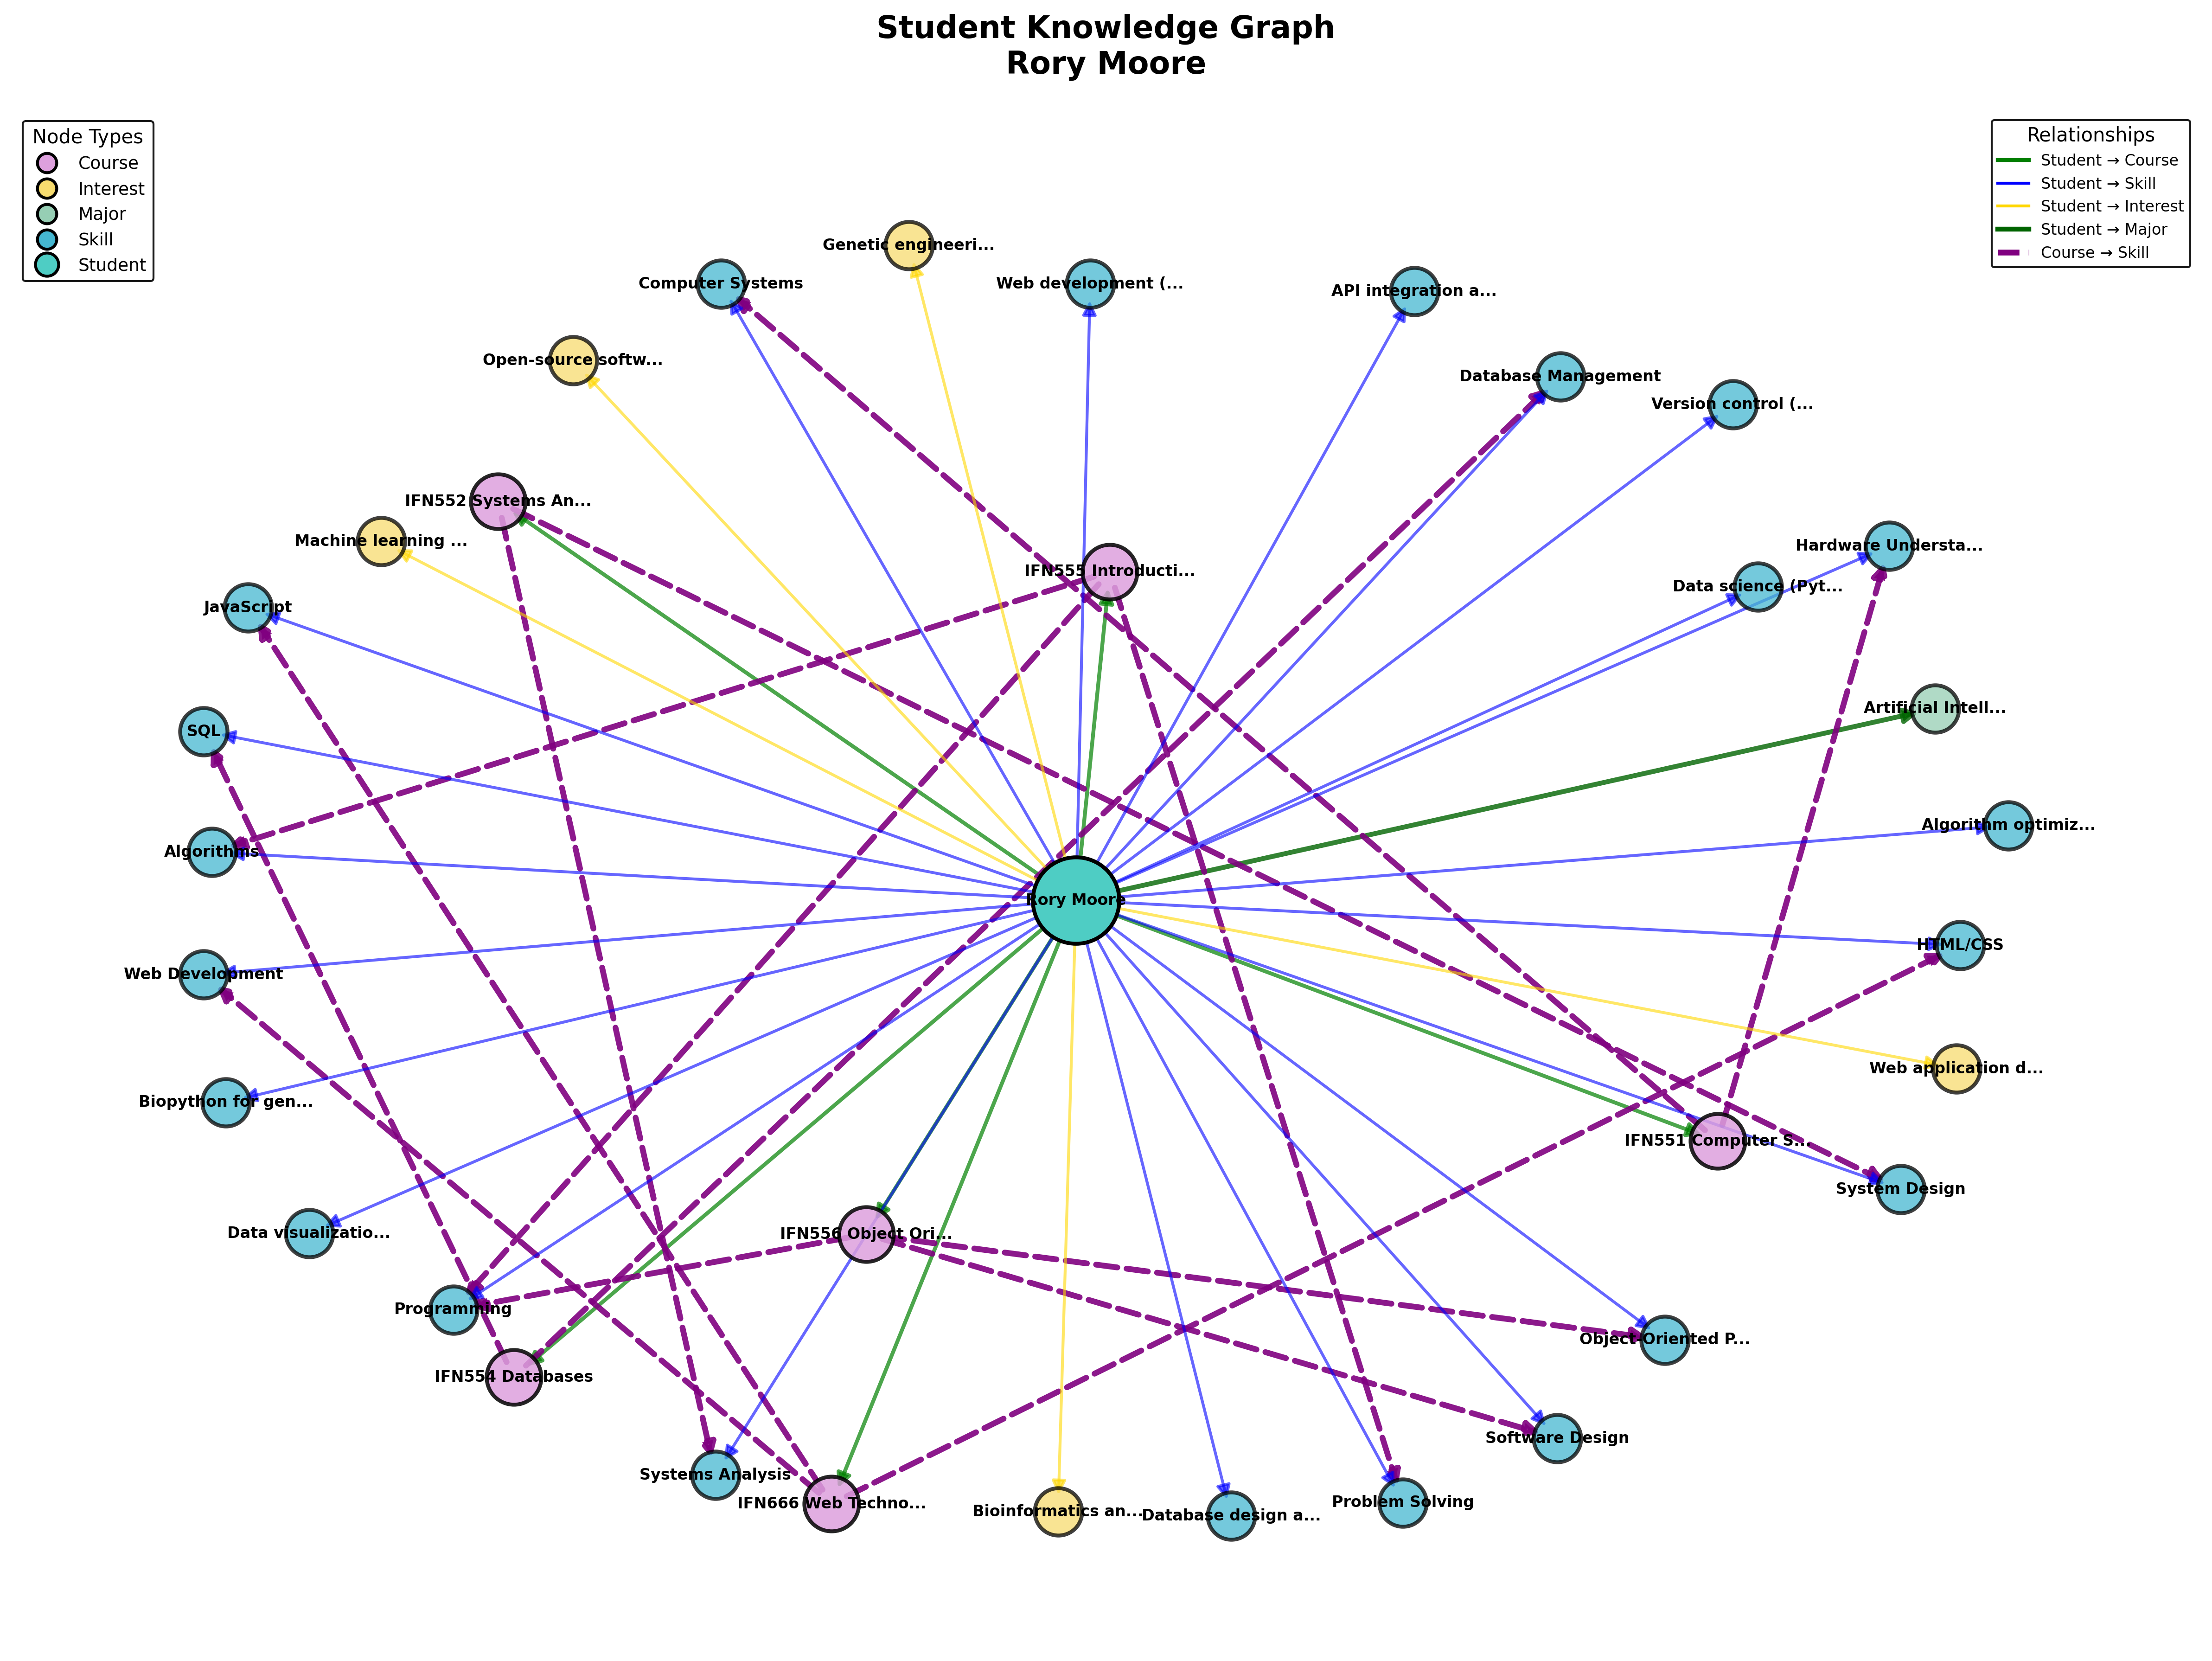 Student Knowledge Graph
Rory Moore
Node Types
Course
Interest
Major
Skill
Student
Relationships
Student → Course
Student → Skill
Student → Interest
Student → Major
Course → Skill
Genetic engineeri...
Computer Systems
Web development (...
API integration a...
Open-source softw...
Database Management
Version control (...
IFN552 Systems An...
Machine learning ...
Hardware Understa...
IFN555 Introducti...
Data science (Pyt...
JavaScript
Artificial Intell...
SQL
Algorithm optimiz...
Algorithms
Rory Moore
HTML/CSS
Web Development
Web application d...
Biopython for gen...
IFN551 Computer S...
System Design
Data visualizatio...
IFN556 Object Ori...
Programming
Object-Oriented P...
IFN554 Databases
Software Design
Systems Analysis
IFN666 Web Techno...
Bioinformatics an...
Database design a...
Problem Solving